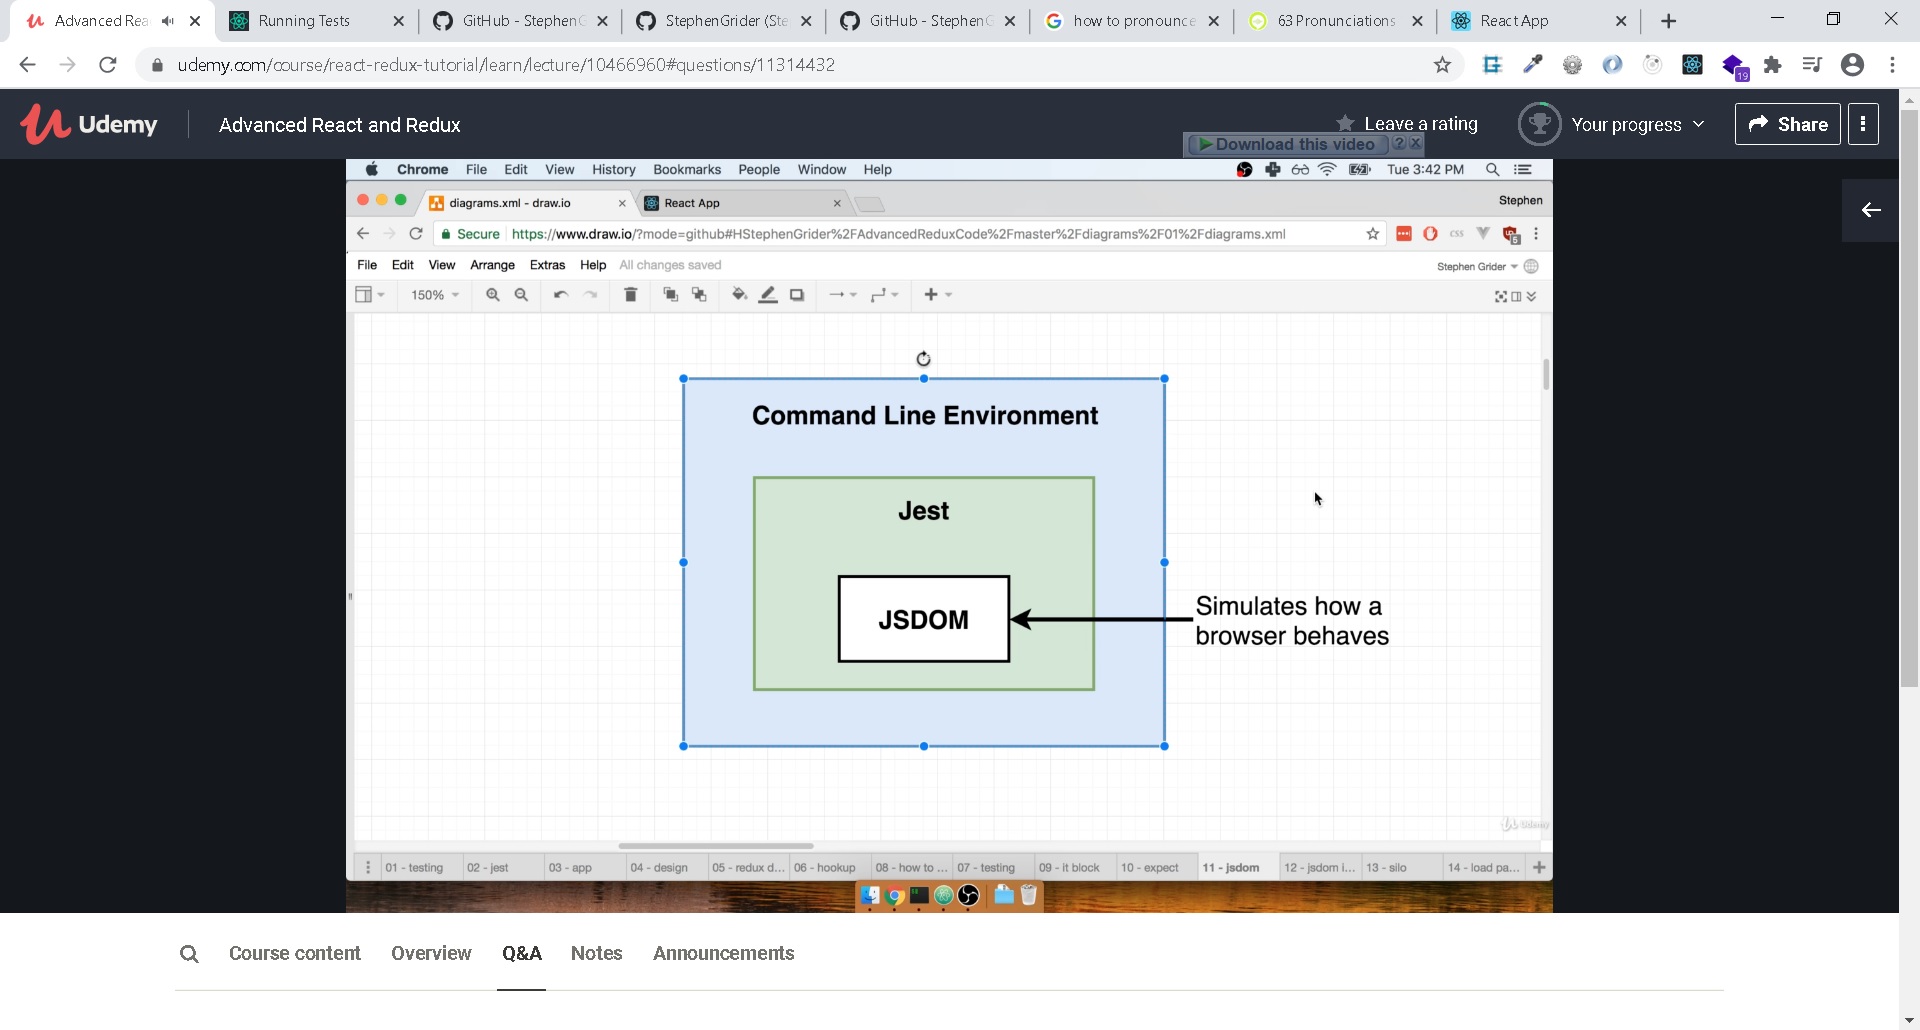 Advanced Rea
Running Tests
GitHub - StephenG
StephenGrider (Ste
GitHub - StephenG
how to pronounce
63 Pronunciations
React App
udemy.com/course/react-redux-tutorial/learn/lecture/10466960#questions/11314432
19
Udemy
Advanced React and Redux
Leave a rating
Your progress
Share
Download this video
Chrome File Edit View History Bookmarks People Window Help
Tue 3:42 PM
diagrams.xml - draw.io
React App
Stephen
Secure https://www.draw.io/?mode=github#HStephenGrider%2FAdvancedReduxCode%2Fmaster%2Fdiagrams%2F01%2Fdiagrams.xml
CSS
5
File Edit View Arrange Extras Help All changes saved
Stephen Grider
150%
Command Line Environment
Jest
JSDOM
Simulates how a
browser behaves
Udemy
01 - testing
02 - jest
03 - app
04 - design
05 - redux d...
06 - hookup
08 - how to ...
07 - testing
09 - it block
10 - expect
11 - jsdom
12 - jsdom i...
13 - silo
14 - load pa...
Course content Overview Q&A Notes Announcements